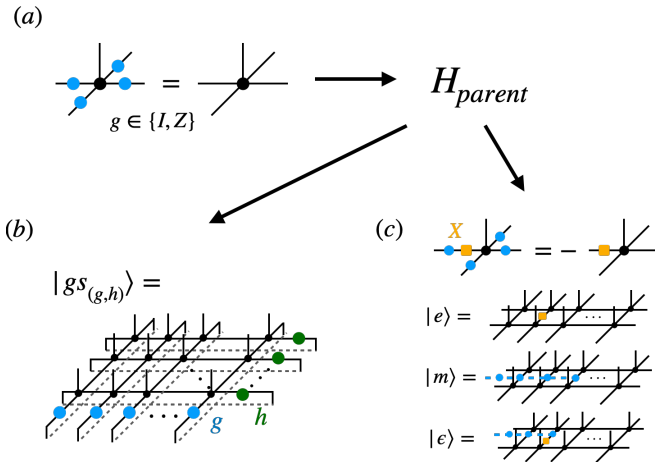 (a)
= g ∈ {I, Z}
H_parent
(b)
|gs_(g,h)⟩ =
g
h
(c)
X
= −
|e⟩ =
|m⟩ =
|ϵ⟩ =